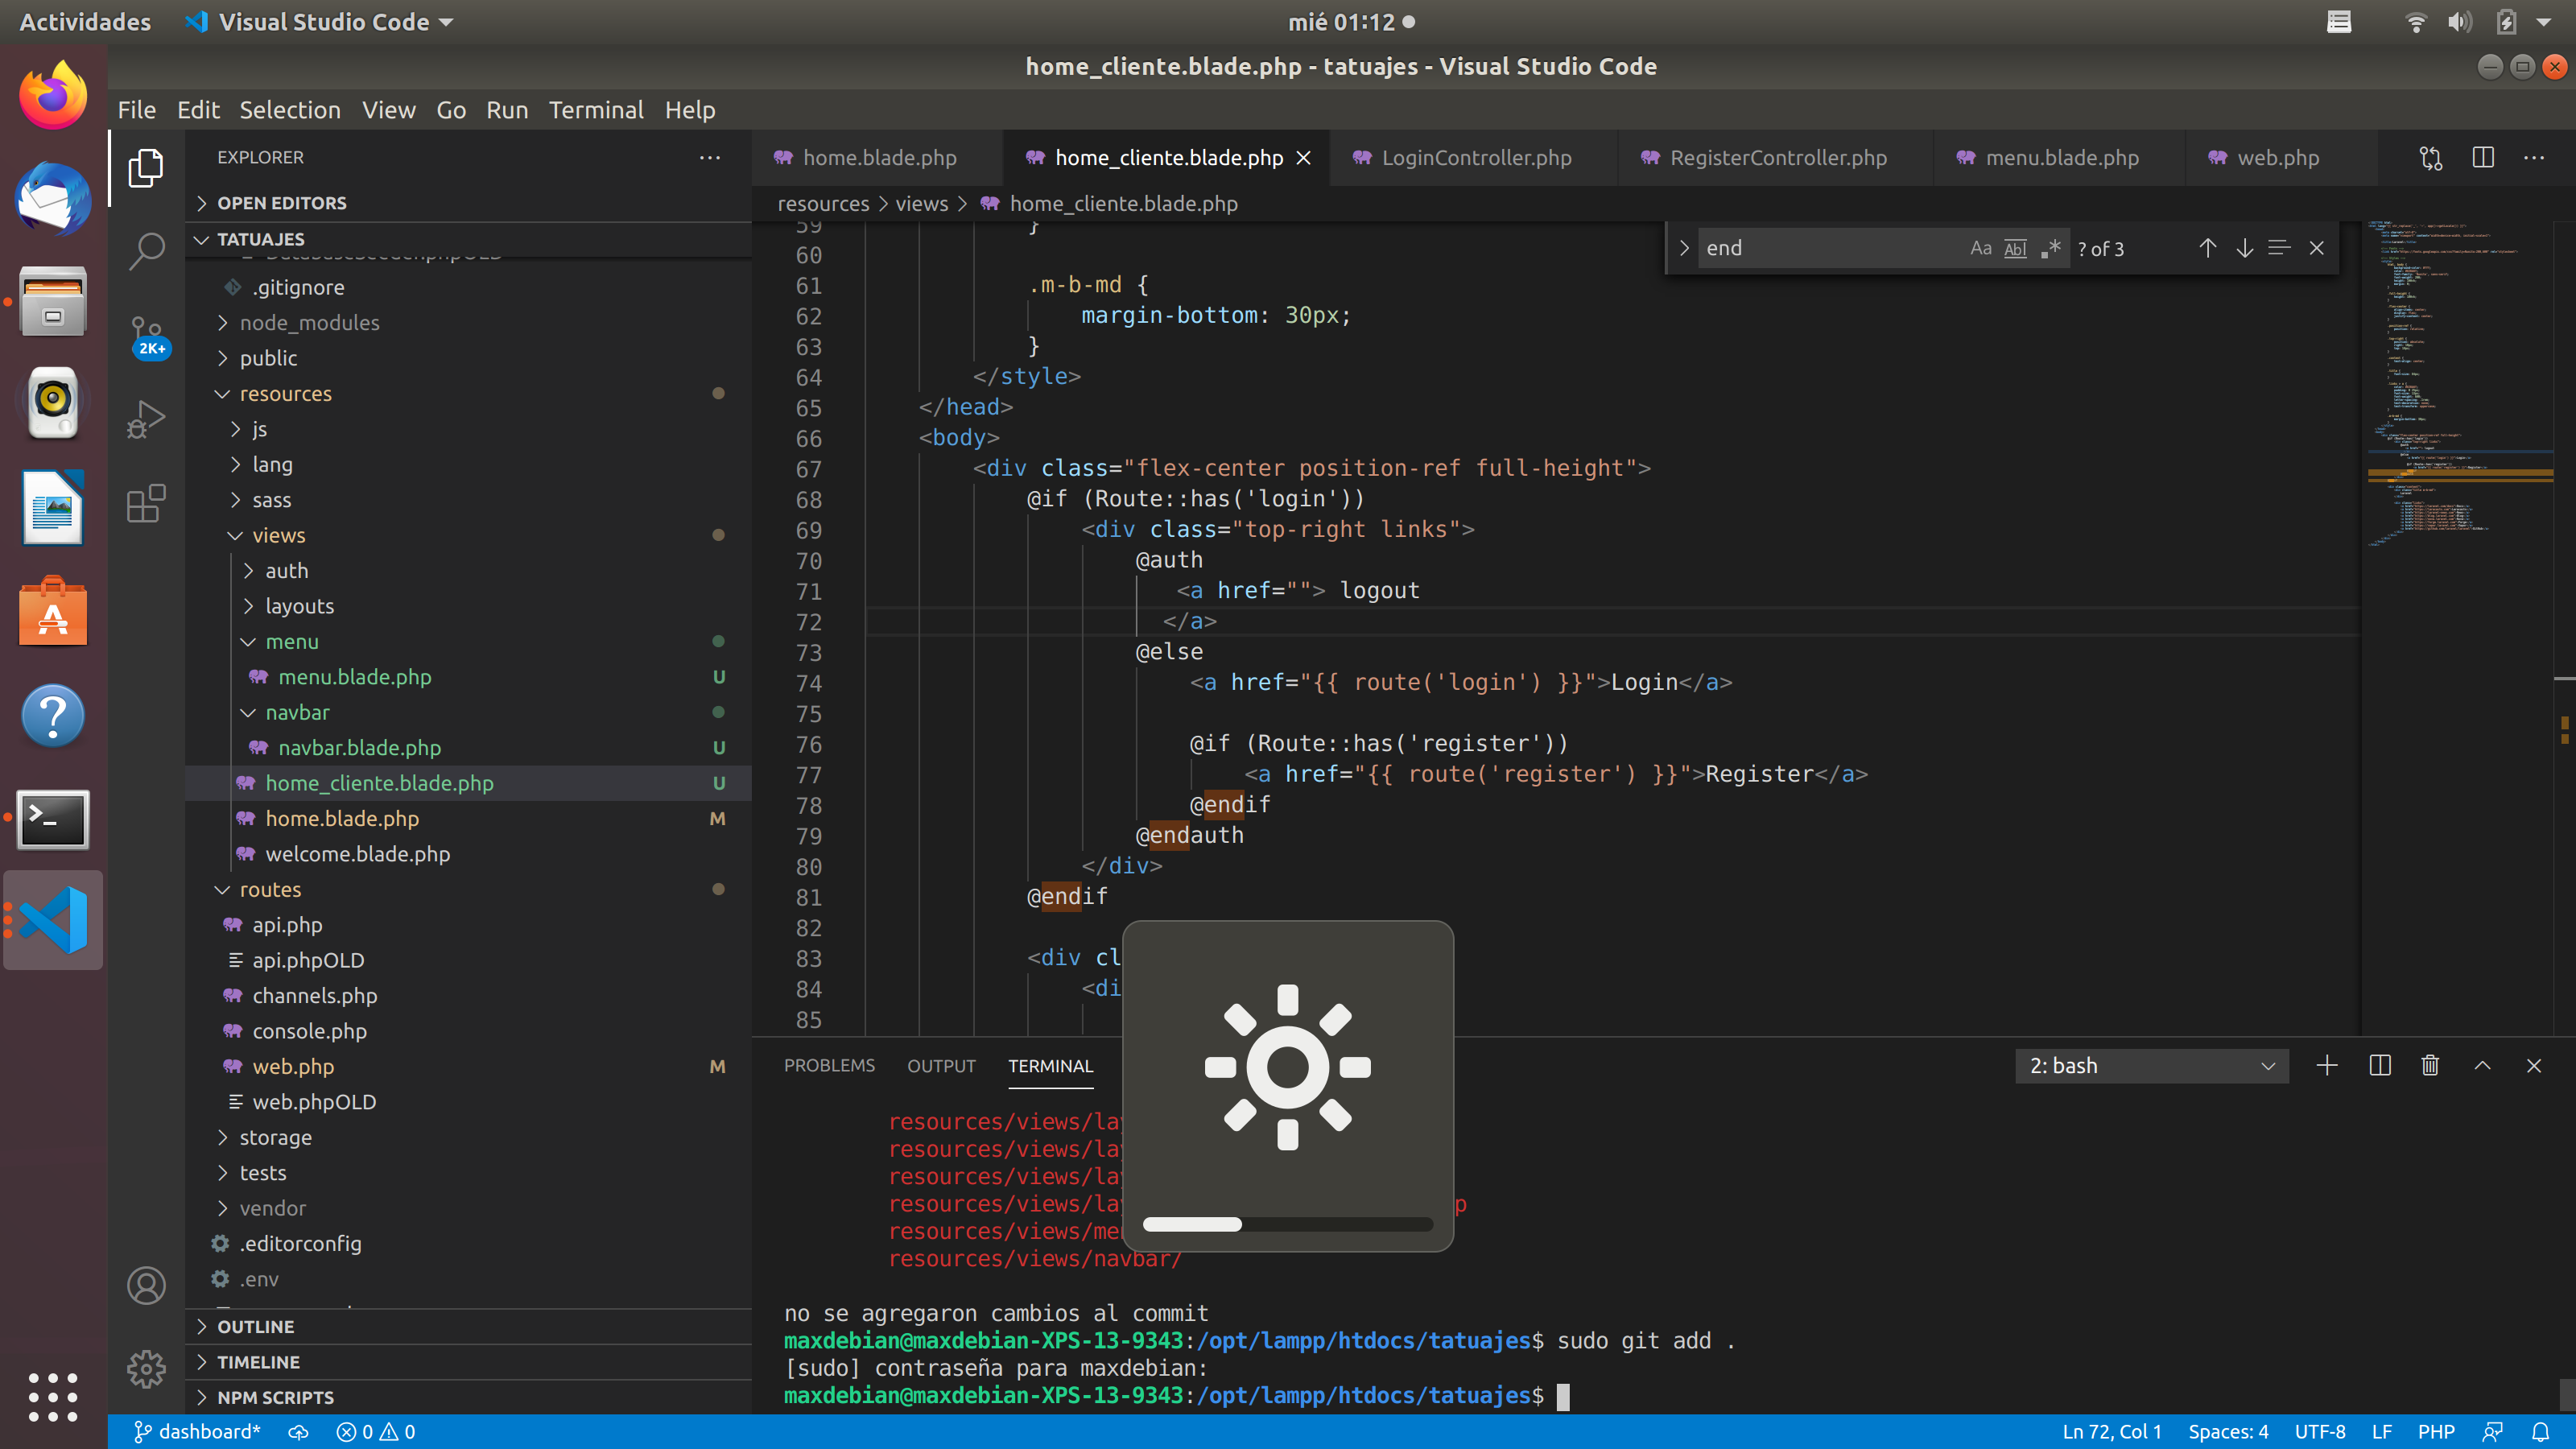 Actividades
Visual Studio Code
mié 01:12
home_cliente.blade.php - tatuajes - Visual Studio Code
File Edit Selection View Go Run Terminal Help
EXPLORER
OPEN EDITORS
TATUAJES
.gitignore
node_modules
public
resources
js
lang
sass
views
auth
layouts
menu
menu.blade.php U
navbar
navbar.blade.php U
home_cliente.blade.php U
home.blade.php M
welcome.blade.php
routes
api.php
api.phpOLD
channels.php
console.php
web.php M
web.phpOLD
storage
tests
vendor
.editorconfig
.env
OUTLINE
TIMELINE
NPM SCRIPTS
2K+
home.blade.php home_cliente.blade.php LoginController.php RegisterController.php menu.blade.php web.php
resources > views > home_cliente.blade.php
end Aa Abl .* ? of 3
59 }
60
61 .m-b-md {
62 margin-bottom: 30px;
63 }
64 </style>
65 </head>
66 <body>
67 <div class="flex-center position-ref full-height">
68 @if (Route::has('login'))
69 <div class="top-right links">
70 @auth
71 <a href=""> logout
72 </a>
73 @else
74 <a href="{{ route('login') }}">Login</a>
75
76 @if (Route::has('register'))
77 <a href="{{ route('register') }}">Register</a>
78 @endif
79 @endauth
80 </div>
81 @endif
82
83 <div cl
84 <di
85
PROBLEMS OUTPUT TERMINAL 2: bash
resources/views/la
resources/views/la
resources/views/la
resources/views/la p
resources/views/me
resources/views/navbar/
no se agregaron cambios al commit
maxdebian@maxdebian-XPS-13-9343:/opt/lampp/htdocs/tatuajes$ sudo git add .
[sudo] contraseña para maxdebian:
maxdebian@maxdebian-XPS-13-9343:/opt/lampp/htdocs/tatuajes$
dashboard* 0 0 Ln 72, Col 1 Spaces: 4 UTF-8 LF PHP